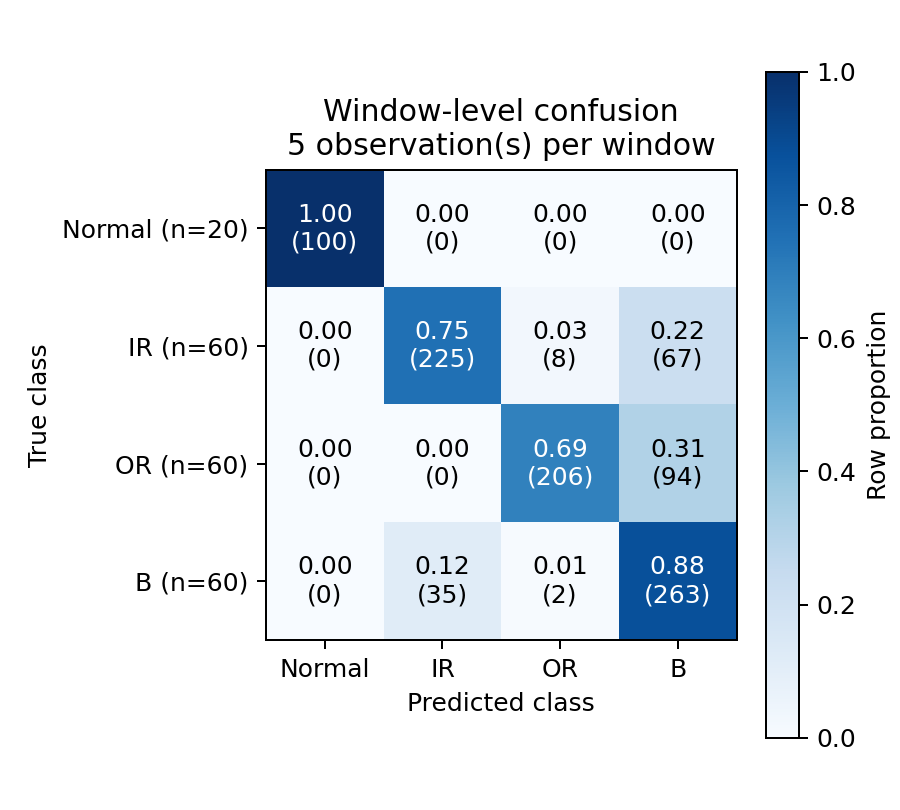 Window-level confusion
5 observation(s) per window
True class
Normal (n=20)
1.00 0.00 0.00 0.00
(100) (0) (0) (0)
IR (n=60)
0.00 0.75 0.03 0.22
(0) (225) (8) (67)
OR (n=60)
0.00 0.00 0.69 0.31
(0) (0) (206) (94)
B (n=60)
0.00 0.12 0.01 0.88
(0) (35) (2) (263)
Normal IR OR B
Predicted class
1.0
0.8
0.6
0.4
0.2
0.0
Row proportion